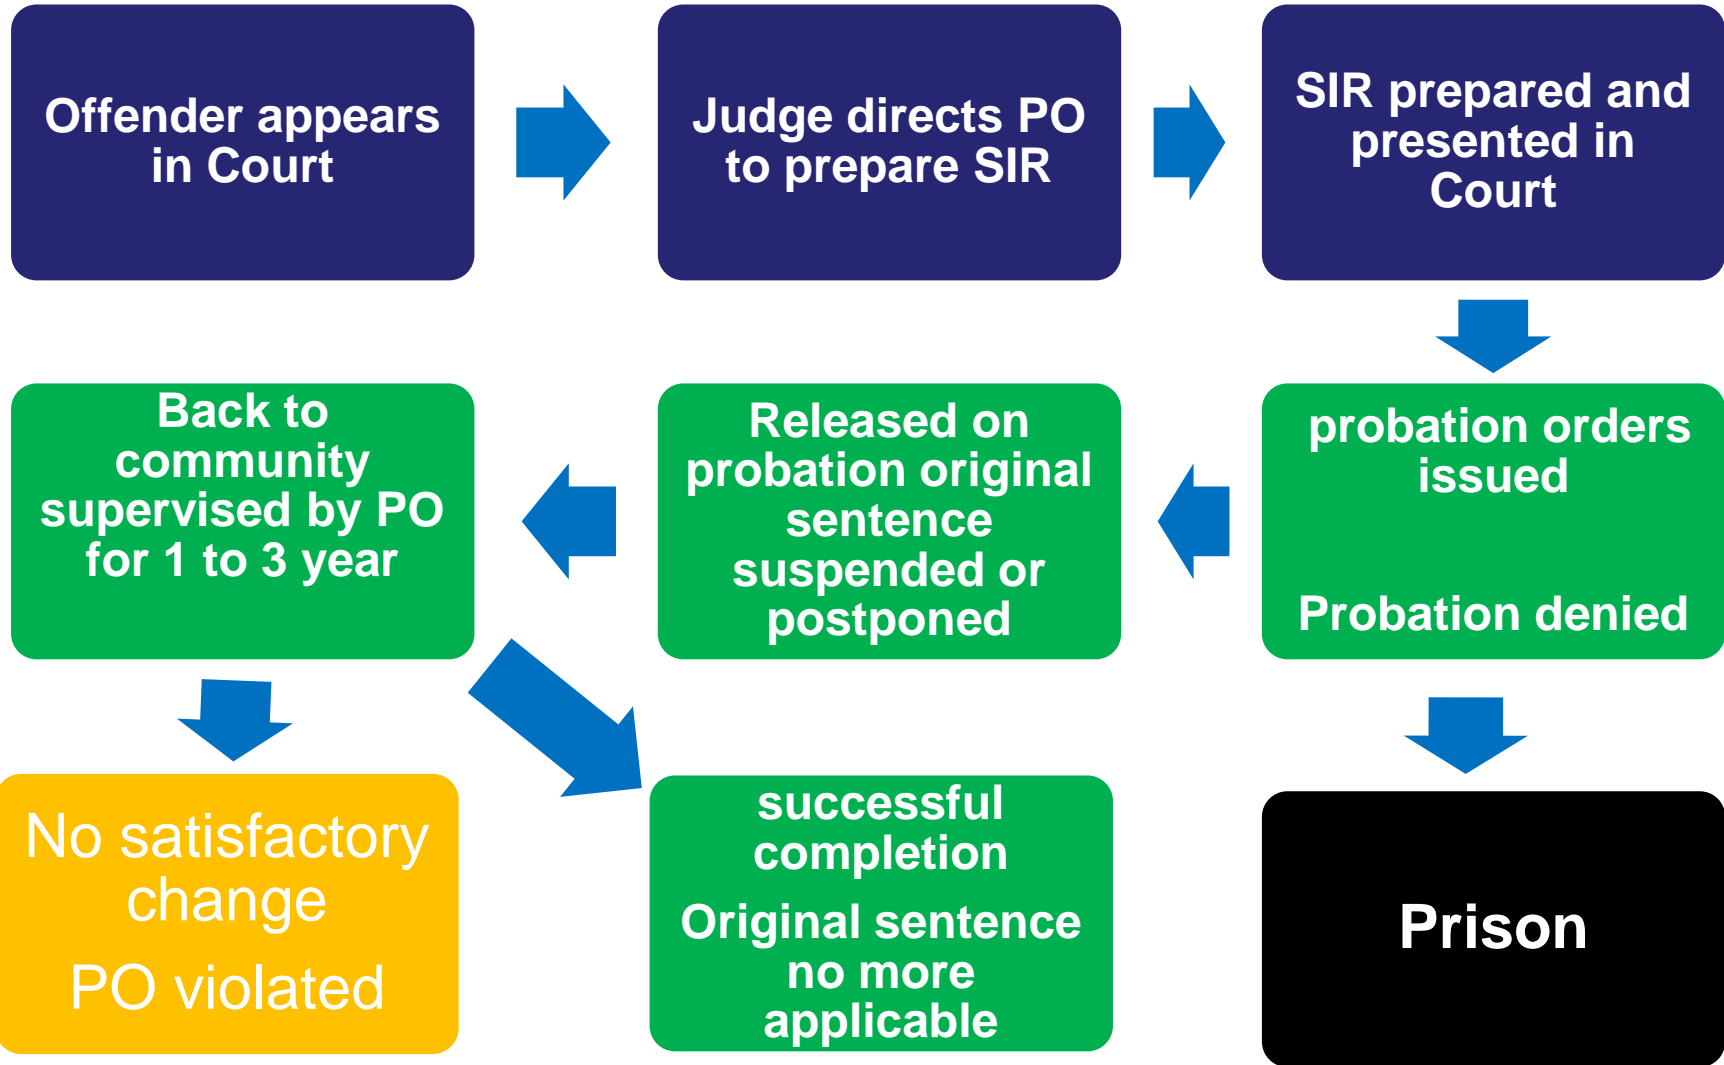 Offender appears
in Court
Judge directs PO
to prepare SIR
SIR prepared and
presented in
Court
probation orders
issued
Probation denied
Released on
probation original
sentence
suspended or
postponed
Back to
community
supervised by PO
for 1 to 3 year
No satisfactory
change
PO violated
successful
completion
Original sentence
no more
applicable
Prison